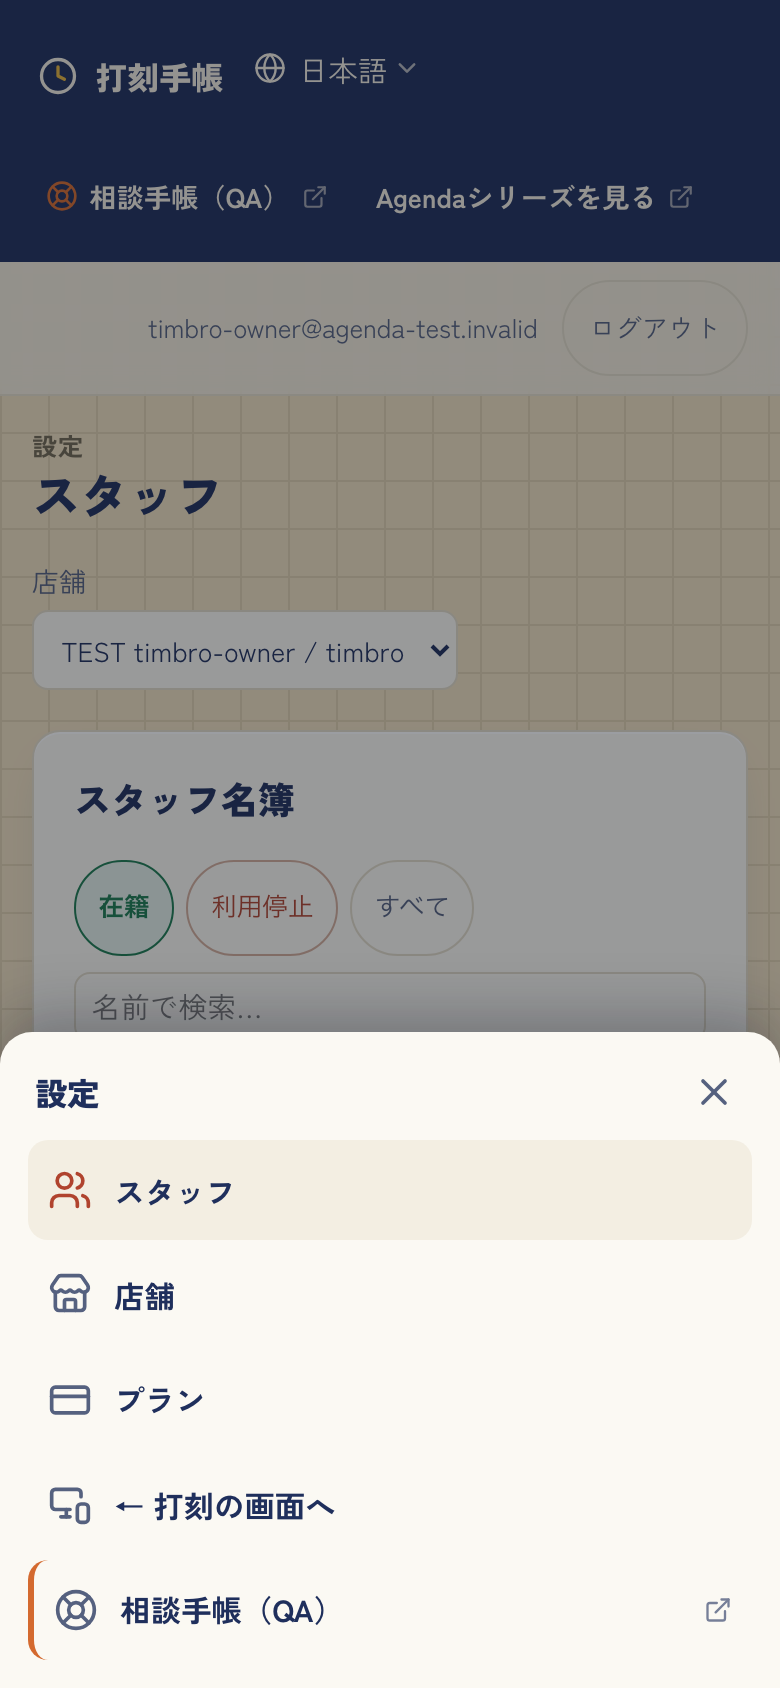 打刻手帳 日本語
相談手帳（QA） Agendaシリーズを見る
timbro-owner@agenda-test.invalid ログアウト
設定
スタッフ
店舗
TEST timbro-owner / timbro
スタッフ名簿
在籍 利用停止 すべて
名前で検索...
設定
スタッフ
店舗
プラン
← 打刻の画面へ
相談手帳（QA）